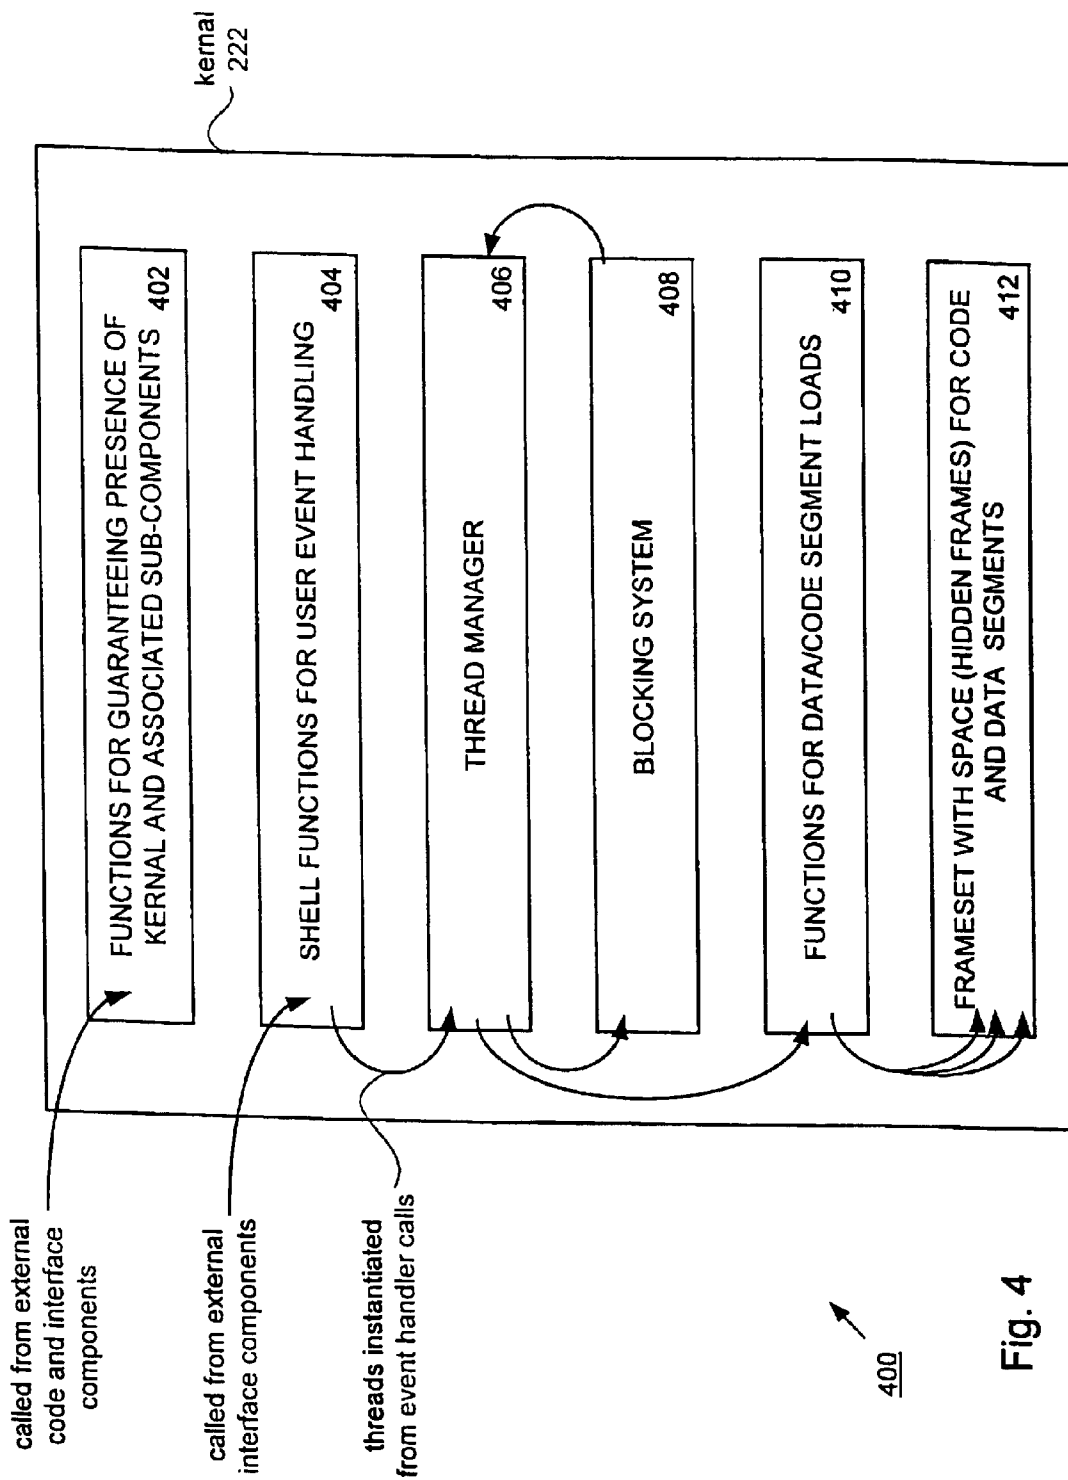 kernal
222
called from external
code and interface
components
FUNCTIONS FOR GUARANTEEING PRESENCE OF
KERNAL AND ASSOCIATED SUB-COMPONENTS
402
called from external
interface components
SHELL FUNCTIONS FOR USER EVENT HANDLING
404
threads instantiated
from event handler calls
THREAD MANAGER
406
BLOCKING SYSTEM
408
FUNCTIONS FOR DATA/CODE SEGMENT LOADS
410
FRAMESET WITH SPACE (HIDDEN FRAMES) FOR CODE
AND DATA SEGMENTS
412
400
Fig. 4